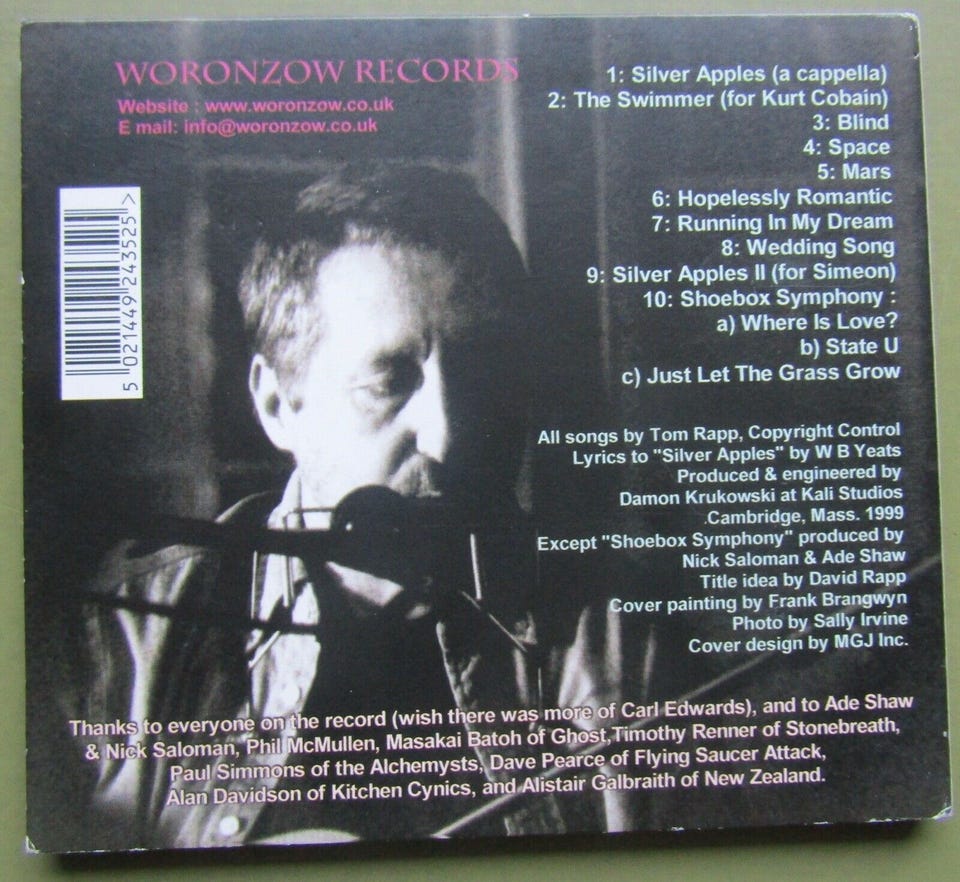 WORONZOW RECORDS
Website : www.woronzow.co.uk
E mail: info@woronzow.co.uk
5 021449 243525 >
1: Silver Apples (a cappella)
2: The Swimmer (for Kurt Cobain)
3: Blind
4: Space
5: Mars
6: Hopelessly Romantic
7: Running In My Dream
8: Wedding Song
9: Silver Apples II (for Simeon)
10: Shoebox Symphony :
a) Where Is Love?
b) State U
c) Just Let The Grass Grow
All songs by Tom Rapp, Copyright Control
Lyrics to "Silver Apples" by W B Yeats
Produced & engineered by
Damon Krukowski at Kali Studios
.Cambridge, Mass. 1999
Except "Shoebox Symphony" produced by
Nick Saloman & Ade Shaw
Title idea by David Rapp
Cover painting by Frank Brangwyn
Photo by Sally Irvine
Cover design by MGJ Inc.
Thanks to everyone on the record (wish there was more of Carl Edwards), and to Ade Shaw
& Nick Saloman, Phil McMullen, Masakai Batoh of Ghost,Timothy Renner of Stonebreath,
Paul Simmons of the Alchemysts, Dave Pearce of Flying Saucer Attack,
Alan Davidson of Kitchen Cynics, and Alistair Galbraith of New Zealand.